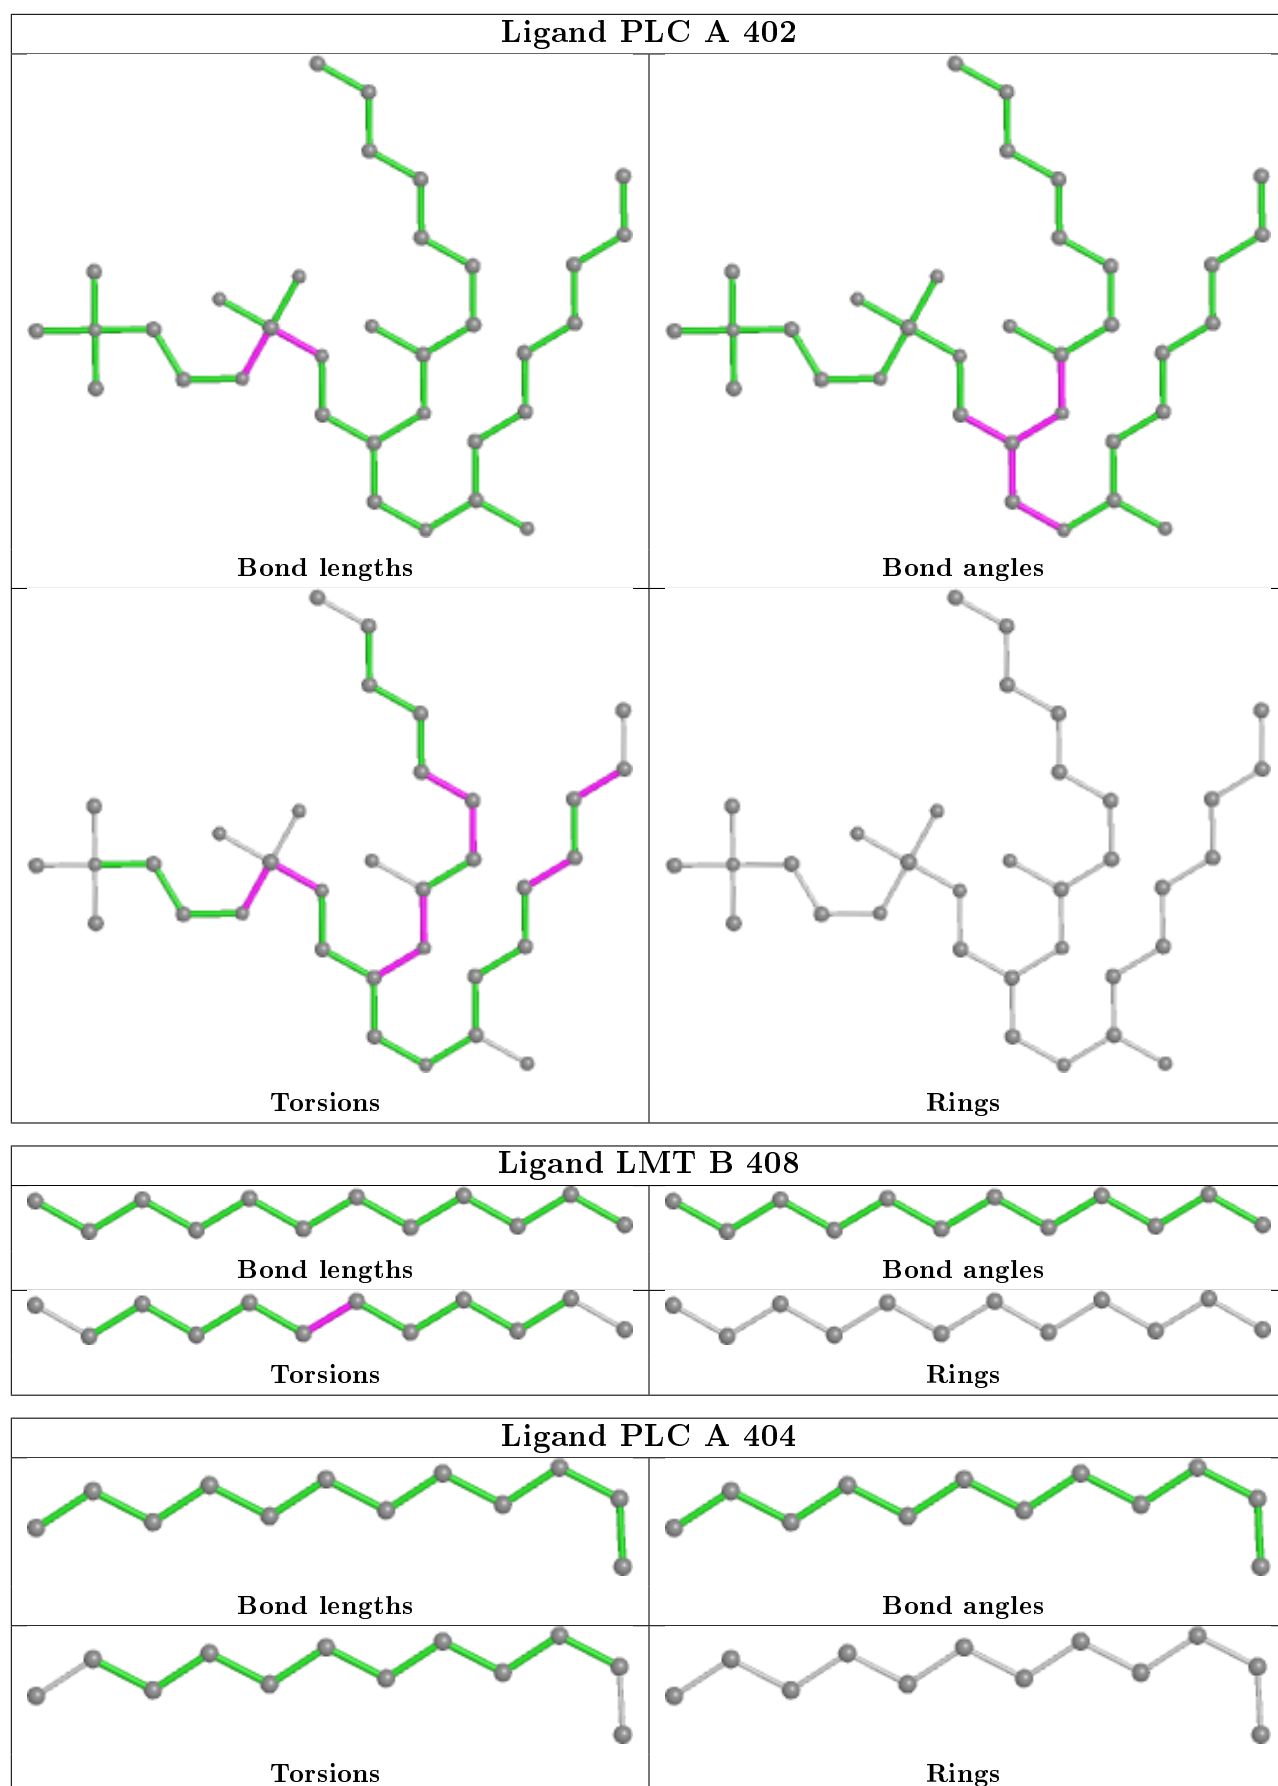 Ligand PLC A 402
Bond lengths
Bond angles
Torsions
Rings
Ligand LMT B 408
Bond lengths
Bond angles
Torsions
Rings
Ligand PLC A 404
Bond lengths
Bond angles
Torsions
Rings